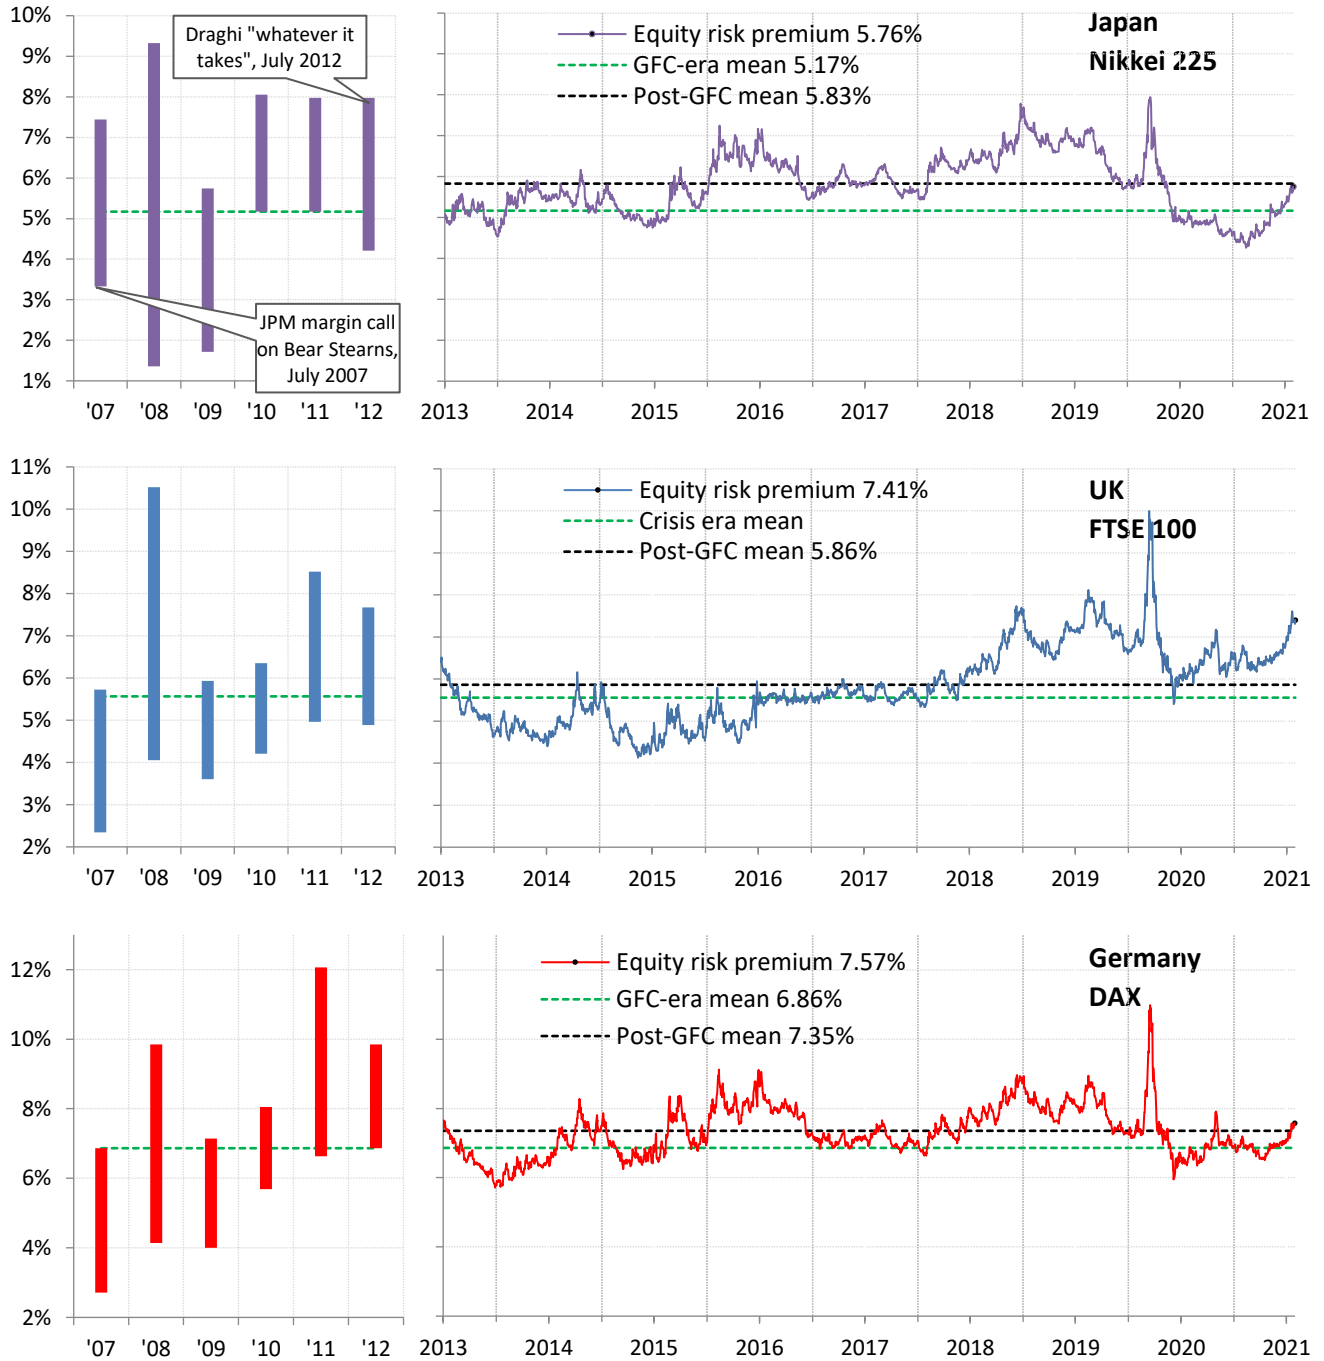 10%
9%
8%
7%
6%
5%
4%
3%
2%
1%
Draghi "whatever it
takes", July 2012
JPM margin call
on Bear Stearns,
July 2007
'07 '08 '09 '10 '11 '12
Equity risk premium 5.76%
GFC-era mean 5.17%
Post-GFC mean 5.83%
Japan
Nikkei 225
2013 2014 2015 2016 2017 2018 2019 2020 2021
11%
10%
9%
8%
7%
6%
5%
4%
3%
2%
'07 '08 '09 '10 '11 '12
Equity risk premium 7.41%
Crisis era mean
Post-GFC mean 5.86%
UK
FTSE 100
2013 2014 2015 2016 2017 2018 2019 2020 2021
12%
10%
8%
6%
4%
2%
'07 '08 '09 '10 '11 '12
Equity risk premium 7.57%
GFC-era mean 6.86%
Post-GFC mean 7.35%
Germany
DAX
2013 2014 2015 2016 2017 2018 2019 2020 2021